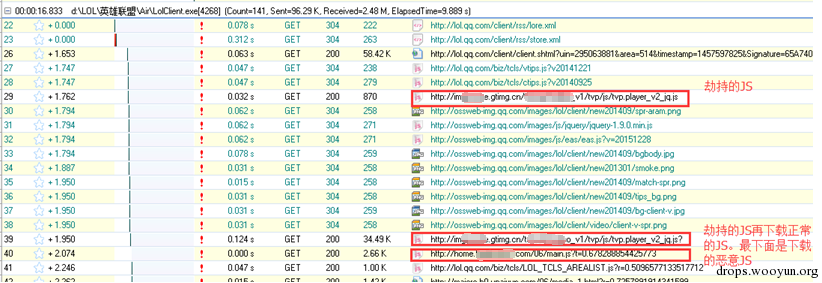 00:00:16.833 d:\LOL\英雄联盟\Air\LolClient.exe[4268] (Count=141, Sent=96.29 K, Received=2.48 M, ElapsedTime=9.889 s)
22 + 0.000 0.078 s GET 304 222 http://lol.qq.com/client/rss/lore.xml
23 + 0.000 0.312 s GET 304 263 http://lol.qq.com/client/rss/store.xml
26 + 1.653 0.063 s GET 200 58.42 K http://lol.qq.com/client/client.shtml?uin=295063881&area=514&timestamp=1457597825&Signature=65A740
27 + 1.747 0.047 s GET 304 238 http://lol.qq.com/biz/tcls/vtips.js?v20141221
28 + 1.747 0.047 s GET 304 279 http://lol.qq.com/biz/tcls/tips.js?v20140925
劫持的JS
29 + 1.762 0.032 s GET 200 870 http://im e.gtimg.cn/ _v1/tvp/js/tvp.player_v2_jq.js
30 + 1.794 0.031 s GET 304 258 http://ossweb-img.qq.com/images/lol/client/new201409/spr-aram.png
31 + 1.794 0.062 s GET 304 271 http://ossweb-img.qq.com/images/js/jquery/jquery-1.9.0.min.js
32 + 1.794 0.062 s GET 304 271 http://ossweb-img.qq.com/images/js/eas/eas.js?v=20151228
33 + 1.794 0.078 s GET 304 259 http://ossweb-img.qq.com/images/lol/client/new201409/bgbody.jpg
34 + 1.887 0.031 s GET 304 258 http://ossweb-img.qq.com/images/lol/client/new201301/smoke.png
35 + 1.950 0.015 s GET 304 258 http://ossweb-img.qq.com/images/lol/client/new201409/match-spr.png
36 + 1.950 0.015 s GET 304 258 http://ossweb-img.qq.com/images/lol/client/new201409/tips_bg.png
37 + 1.950 0.031 s GET 304 258 http://ossweb-img.qq.com/images/lol/client/new201409/bg-client-v.jpg
38 + 1.950 0.031 s GET 304 258 http://ossweb-img.qq.com/images/lol/client/video/client-v-spr.png
39 + 1.950 0.124 s GET 200 34.49 K http://im e.gtimg.cn/t o_v1/tvp/js/tvp.player_v2_jq.js?
劫持的JS再下载正常
的JS。最下面是下载
的恶意JS
40 + 2.074 0.000 s GET 200 2.66 K http://home. com/06/main.js?t=0.678288854425773
41 + 2.246 0.047 s GET 200 1.00 K http://lol.qq.com/biz/tcls/LOL_TCLS_AREALIST.js?r=0.5096577133517712
drops.wooyun.org